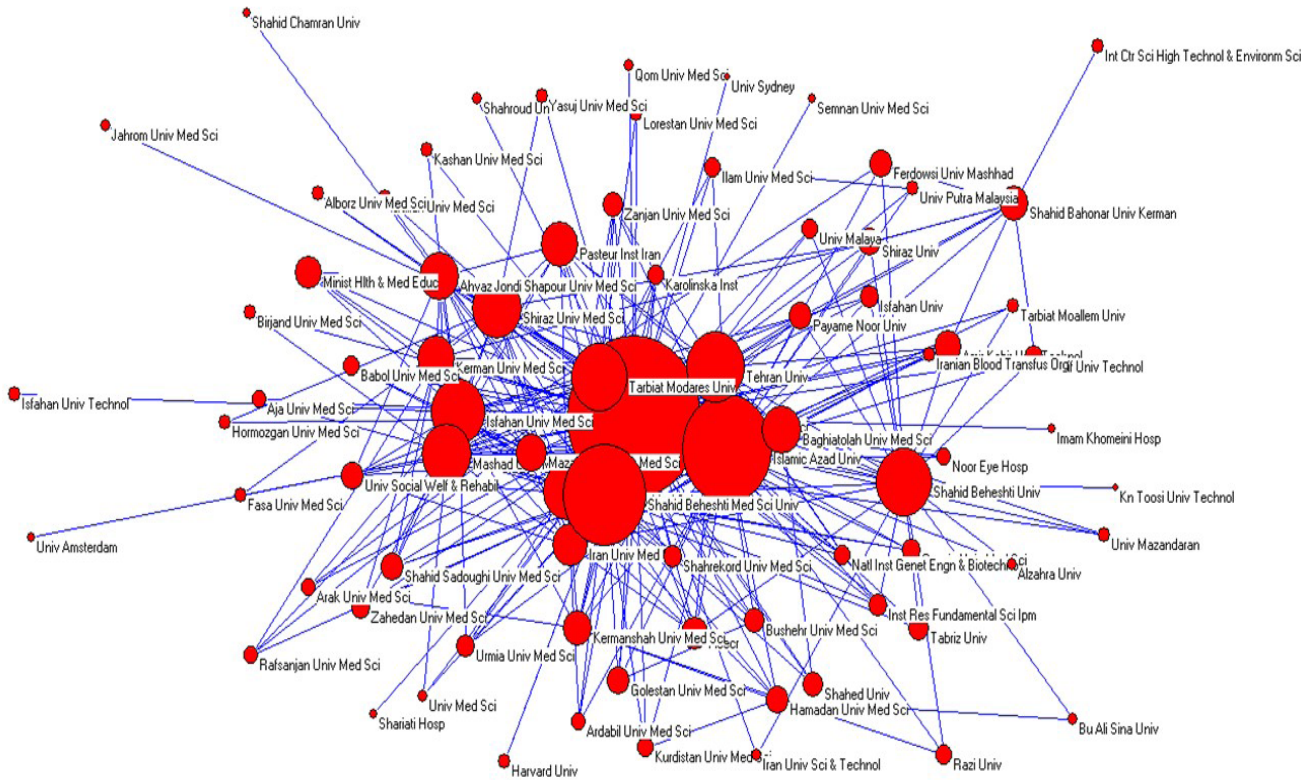 Shahid Chamran Univ
Int Ctr Sci High Technol & Environm Sci
Qom Univ Med Sci
Univ Sydney
Shahroud Un
Yasuj Univ Med Sci
Semnan Univ Med Sci
Lorestan Univ Med Sci
Jahrom Univ Med Sci
Kashan Univ Med Sci
Ilam Univ Med Sci
Ferdowsi Univ Mashhad
Univ Putra Malaysia
Alborz Univ Med Sci
Univ Med Sci
Zanjan Univ Med Sci
Shahid Bahonar Univ Kerman
Univ Malaya
Pasteur Inst Iran
Shiraz Univ
Minist Hlth & Med Educ
Ahvaz Jondi Shapour Univ Med Sci
Karolinska Inst
Isfahan Univ
Shiraz Univ Med Sci
Birjand Univ Med Sci
Payame Noor Univ
Tarbiat Moallem Univ
Iranian Blood Transfus Org
Univ Technol
Babol Univ Med Sci
Kerman Univ Med Sci
Tehran Univ
Tarbiat Modares Univ
Isfahan Univ Technol
Aja Univ Med Sci
Hormozgan Univ Med Sci
Isfahan Univ Med Sci
Baghiatolah Univ Med Sci
Imam Khomeini Hosp
Mashad
Med Sci
Islamic Azad Univ
Noor Eye Hosp
Univ Social Welf & Rehabil
Shahid Beheshti Univ
Kn Toosi Univ Technol
Fasa Univ Med Sci
Shahid Beheshti Med Sci Univ
Univ Amsterdam
Univ Mazandaran
Iran Univ Med
Shahrekord Univ Med Sci
Natl Inst Genet Engn & Biotechno
Alzahra Univ
Shahid Sadoughi Univ Med Sci
Arak Univ Med Sci
Zahedan Univ Med Sci
Inst Res Fundamental Sci Ipm
Bushehr Univ Med Sci
Tabriz Univ
Kermanshah Univ Med Sci
Rafsanjan Univ Med Sci
Urmia Univ Med Sci
Golestan Univ Med Sci
Shahed Univ
Univ Med Sci
Hamadan Univ Med Sci
Shariati Hosp
Ardabil Univ Med Sci
Bu Ali Sina Univ
Kurdistan Univ Med Sci
Iran Univ Sci & Technol
Razi Univ
Harvard Univ